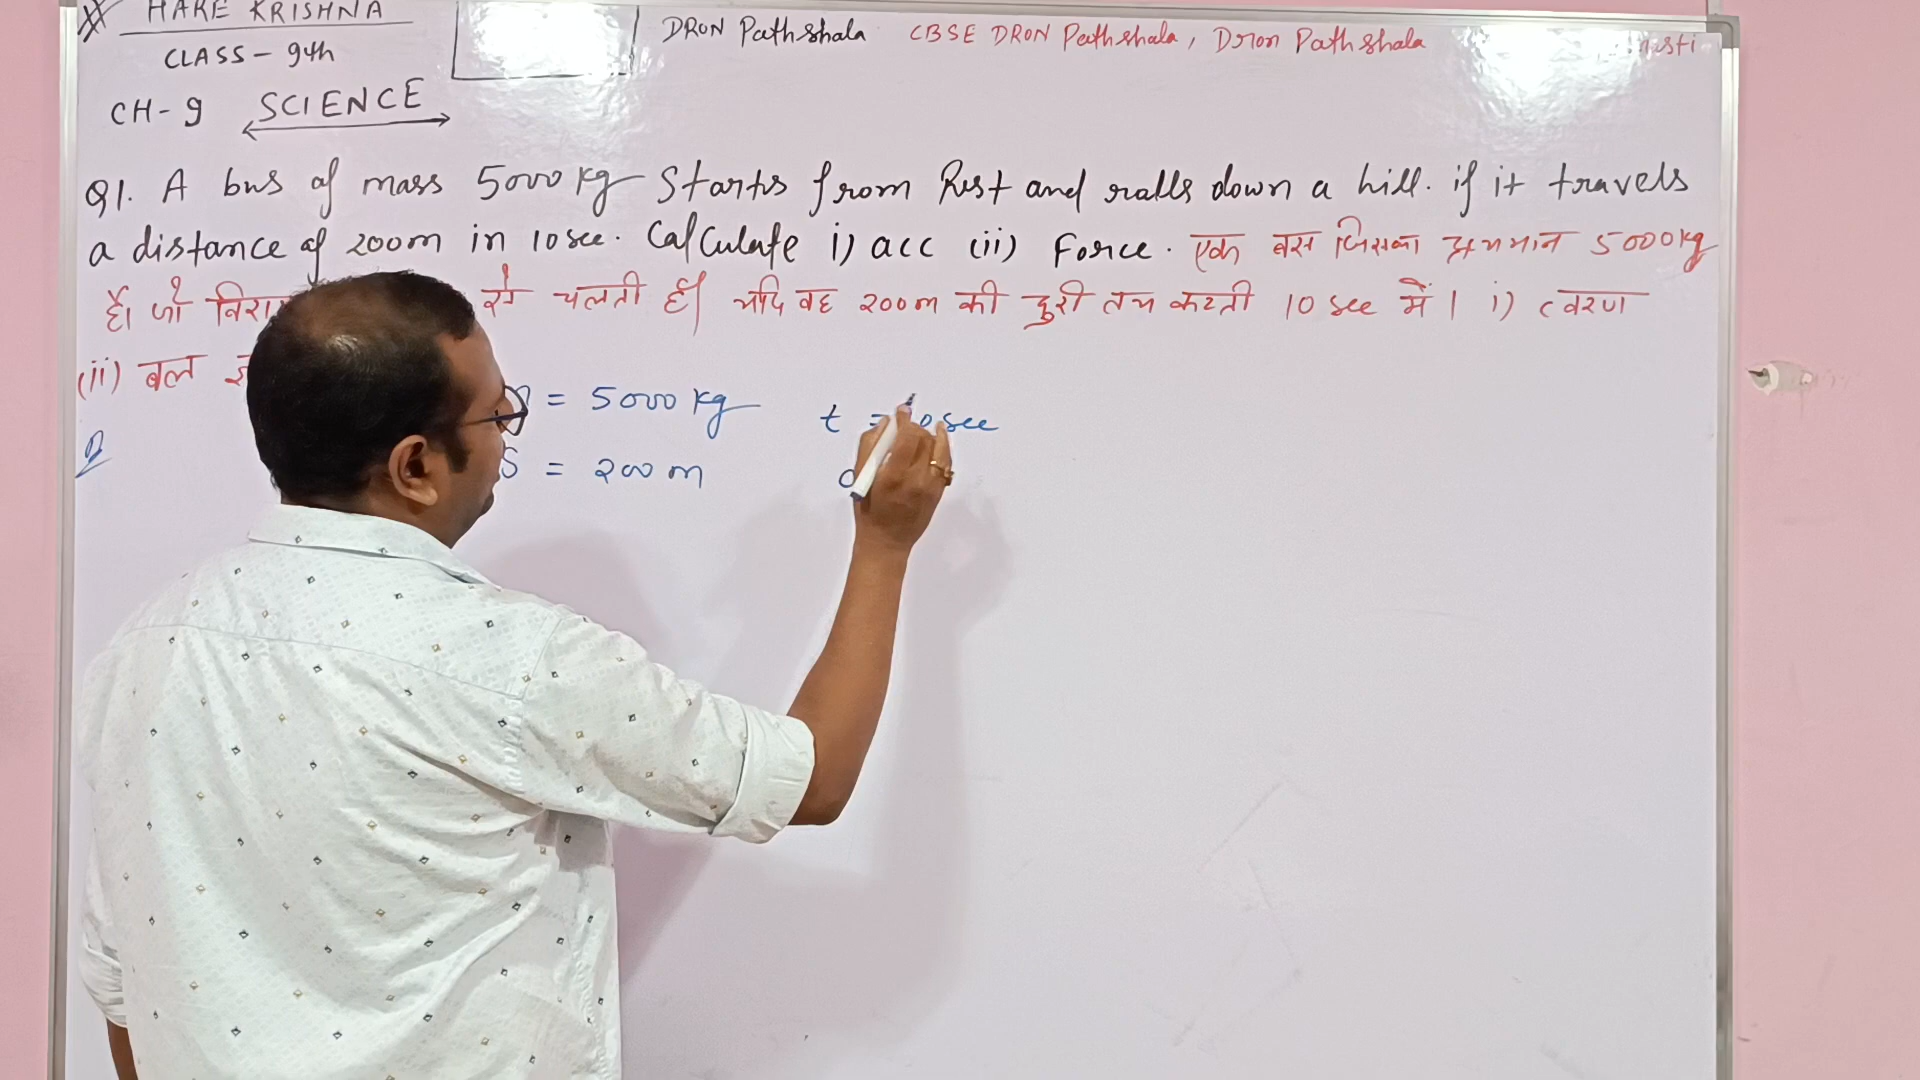 HARE KRISHNA
CLASS - 9th
DRON Pathshala CBSE DRON Pathshala, Dron Pathshala
CH - 9 SCIENCE
Q1. A bus of mass 5000 kg Starts from Rest and rolls down a hill. if it travels
a distance of 200m in 10sec. Calculate i) acc (ii) Force. एक बस जिसका द्रव्यमान 5000kg
है। जो से चलती है। यदि वह 200m की दुरी तय करती 10 sec में। i) त्वरण
(ii) बल
= 5000 kg t = 10sec
S = 200 m